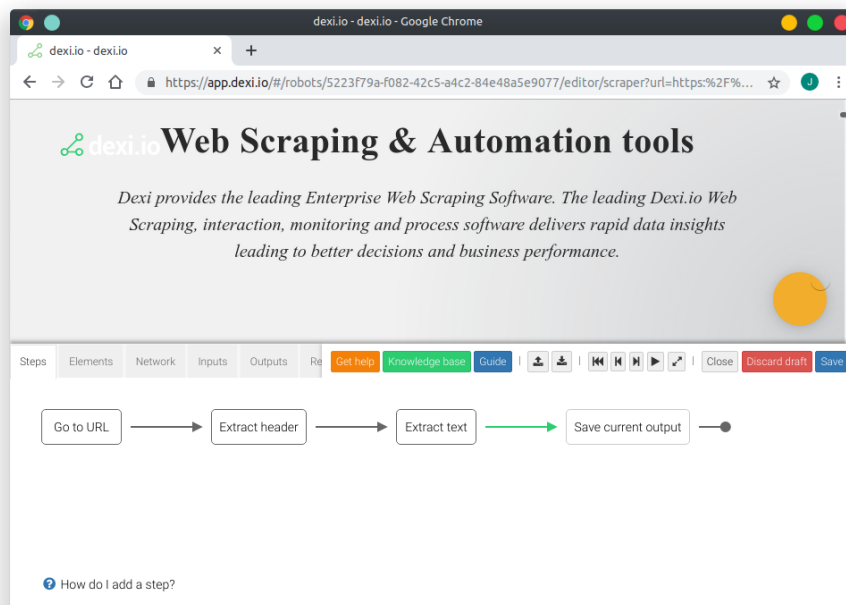 dexi.io - dexi.io - Google Chrome
dexi.io - dexi.io
https://app.dexi.io/#/robots/5223f79a-f082-42c5-a4c2-84e48a5e9077/editor/scraper?url=https:%2F%...
J
dexi.io
Web Scraping & Automation tools
Dexi provides the leading Enterprise Web Scraping Software. The leading Dexi.io Web
Scraping, interaction, monitoring and process software delivers rapid data insights
leading to better decisions and business performance.
Steps Elements Network Inputs Outputs Re Get help Knowledge base Guide Close Discard draft Save
Go to URL Extract header Extract text Save current output
How do I add a step?